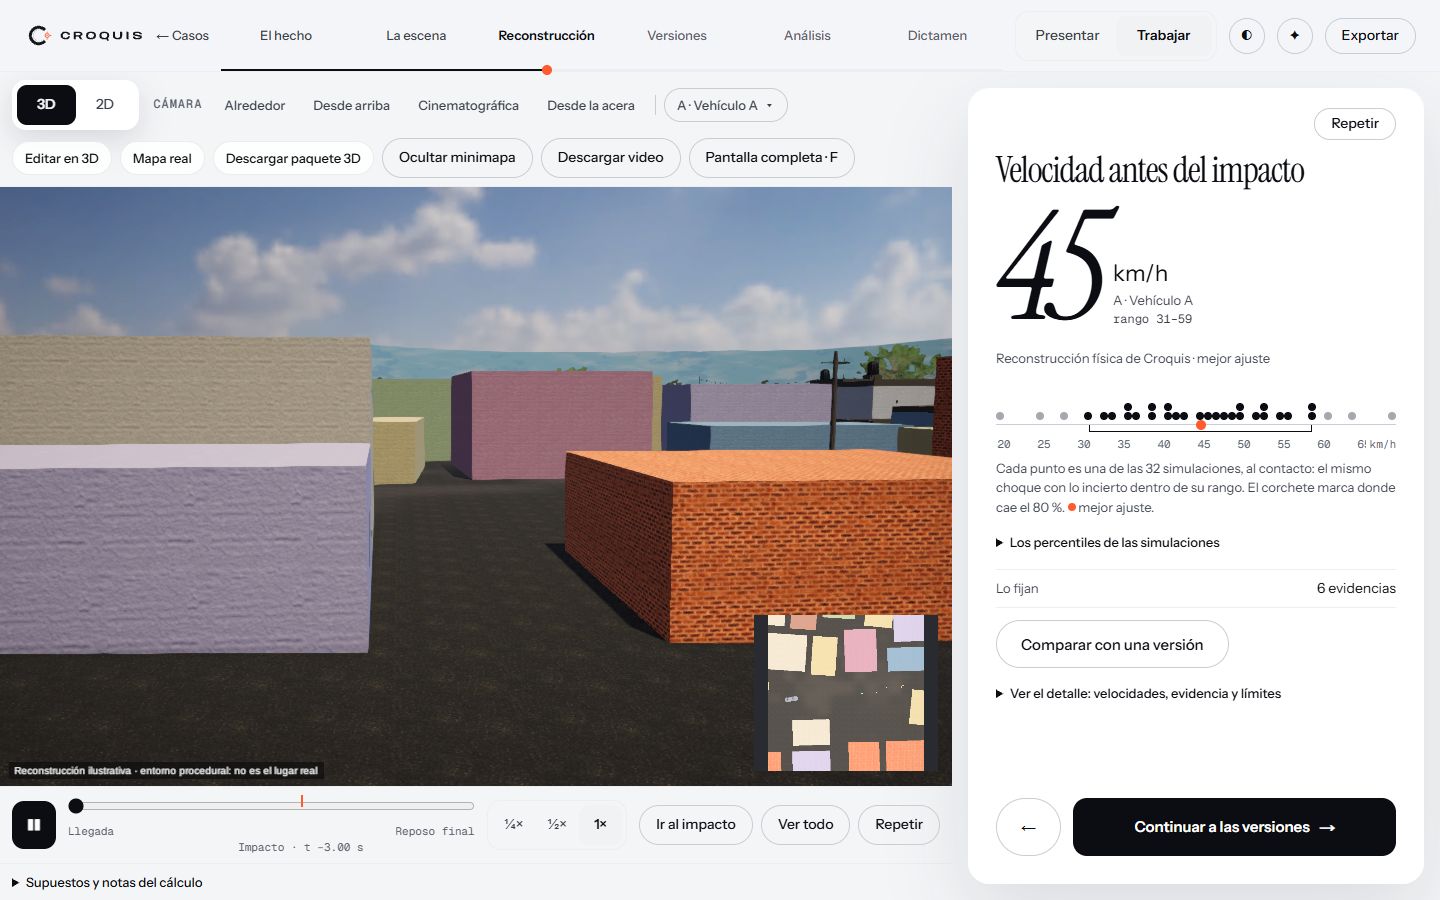 CROQUIS ← Casos El hecho La escena Reconstrucción Versiones Análisis Dictamen Presentar Trabajar Exportar
3D 2D CÁMARA Alrededor Desde arriba Cinematográfica Desde la acera A · Vehículo A
Editar en 3D Mapa real Descargar paquete 3D Ocultar minimapa Descargar video Pantalla completa · F
Reconstrucción ilustrativa - entorno procedural: no es el lugar real
Llegada Reposo final
Impacto · t -3.00 s
¼× ½× 1× Ir al impacto Ver todo Repetir
Supuestos y notas del cálculo
Repetir
Velocidad antes del impacto
45 km/h
A · Vehículo A
rango 31–59
Reconstrucción física de Croquis · mejor ajuste
20 25 30 35 40 45 50 55 60 km/h
Cada punto es una de las 32 simulaciones, al contacto: el mismo
choque con lo incierto dentro de su rango. El corchete marca donde
cae el 80 %. mejor ajuste.
Los percentiles de las simulaciones
Lo fijan 6 evidencias
Comparar con una versión
Ver el detalle: velocidades, evidencia y límites
← Continuar a las versiones →